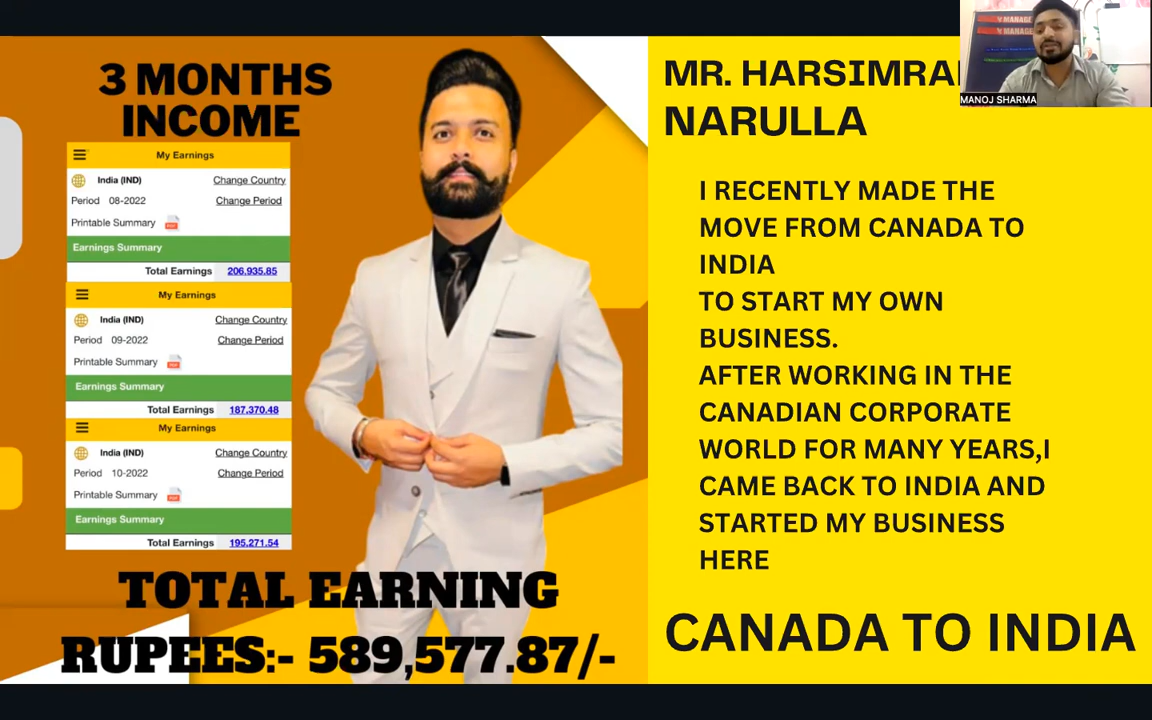 3 MONTHS
INCOME
My Earnings
India (IND) Change Country
Period 08-2022 Change Period
Printable Summary
Earnings Summary
Total Earnings 206,935.85
My Earnings
India (IND) Change Country
Period 09-2022 Change Period
Printable Summary
Earnings Summary
Total Earnings 187,370.48
My Earnings
India (IND) Change Country
Period 10-2022 Change Period
Printable Summary
Earnings Summary
Total Earnings 195,271.54
TOTAL EARNING
RUPEES:- 589,577.87/-
MR. HARSIMRA
NARULLA
I RECENTLY MADE THE
MOVE FROM CANADA TO
INDIA
TO START MY OWN
BUSINESS.
AFTER WORKING IN THE
CANADIAN CORPORATE
WORLD FOR MANY YEARS,I
CAME BACK TO INDIA AND
STARTED MY BUSINESS
HERE
CANADA TO INDIA
MANAGE
MANAGE
MANOJ SHARMA